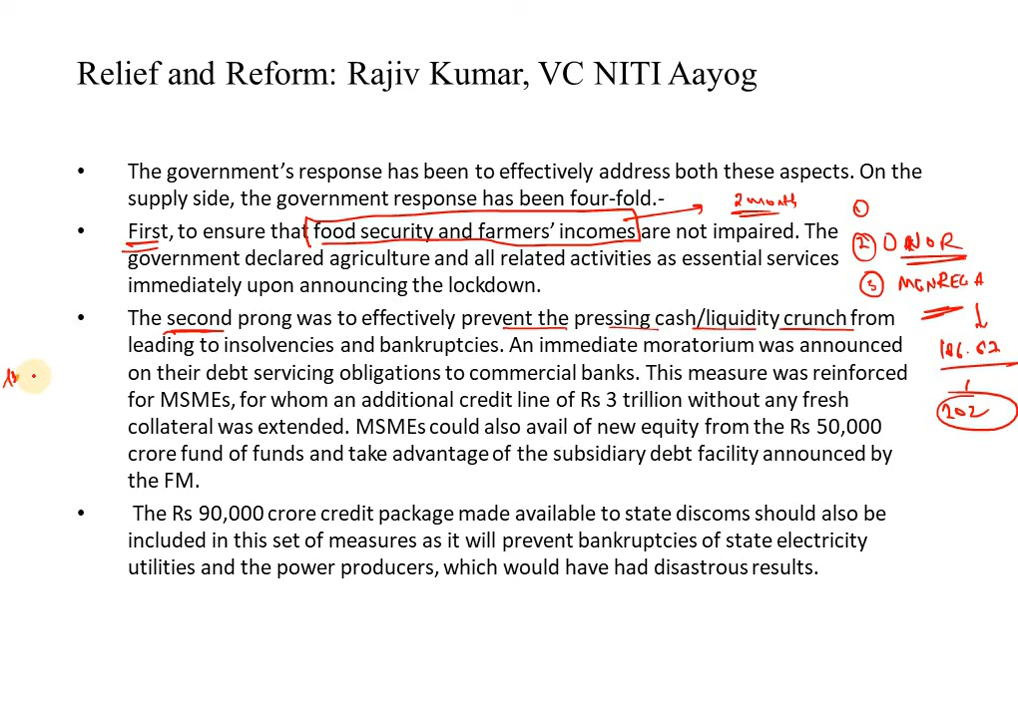 Relief and Reform: Rajiv Kumar, VC NITI Aayog
• The government’s response has been to effectively address both these aspects. On the
supply side, the government response has been four-fold.-
2 month
• First, to ensure that food security and farmers’ incomes are not impaired. The
government declared agriculture and all related activities as essential services
immediately upon announcing the lockdown.
①
②
③ MGNREGA
202
• The second prong was to effectively prevent the pressing cash/liquidity crunch from
leading to insolvencies and bankruptcies. An immediate moratorium was announced
on their debt servicing obligations to commercial banks. This measure was reinforced
for MSMEs, for whom an additional credit line of Rs 3 trillion without any fresh
collateral was extended. MSMEs could also avail of new equity from the Rs 50,000
crore fund of funds and take advantage of the subsidiary debt facility announced by
the FM.
• The Rs 90,000 crore credit package made available to state discoms should also be
included in this set of measures as it will prevent bankruptcies of state electricity
utilities and the power producers, which would have had disastrous results.